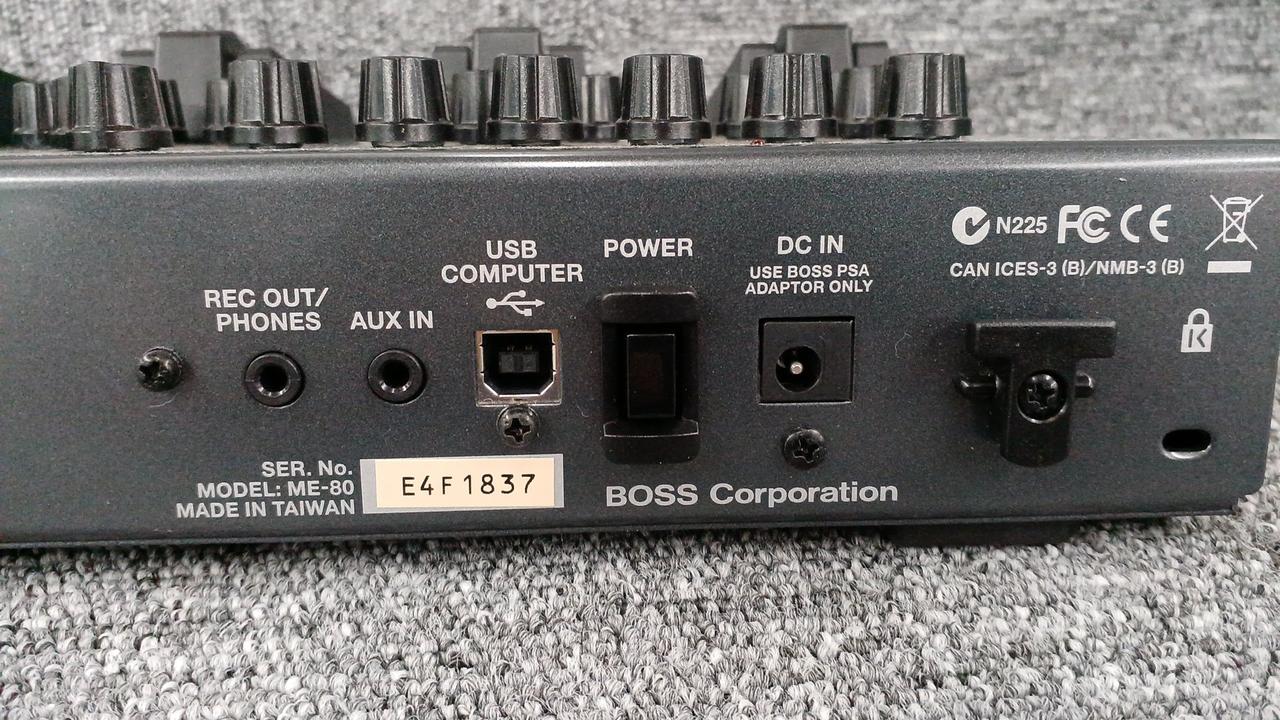 REC OUT/
PHONES
AUX IN
USB
COMPUTER
POWER
DC IN
USE BOSS PSA
ADAPTOR ONLY
N225 FC CE
CAN ICES-3 (B)/NMB-3 (B)
K
SER. No.
MODEL: ME-80
MADE IN TAIWAN
E4F1837
BOSS Corporation